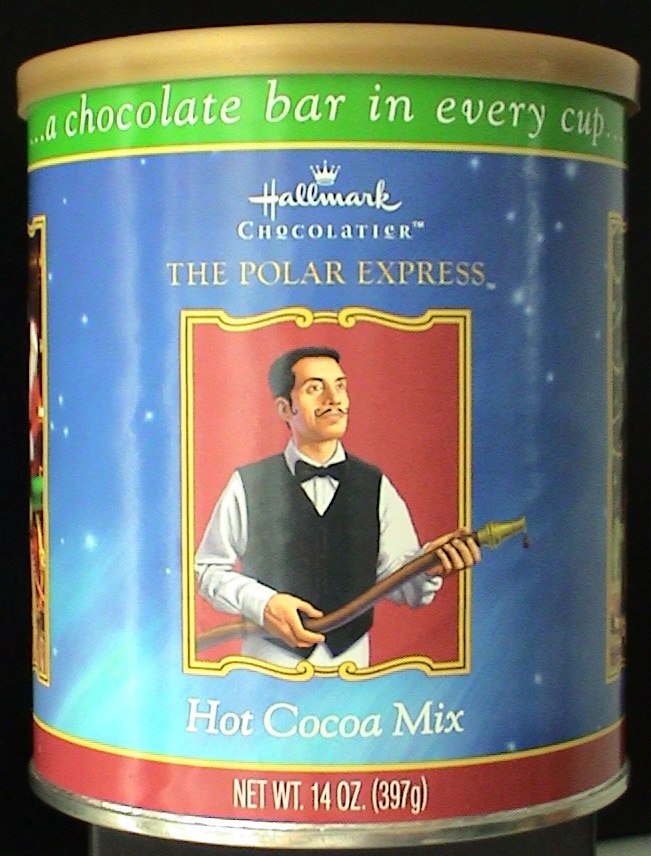 ...a chocolate bar in every cup...
Hallmark
CHOCOLATIER™
THE POLAR EXPRESS™
Hot Cocoa Mix
NET WT. 14 OZ. (397g)